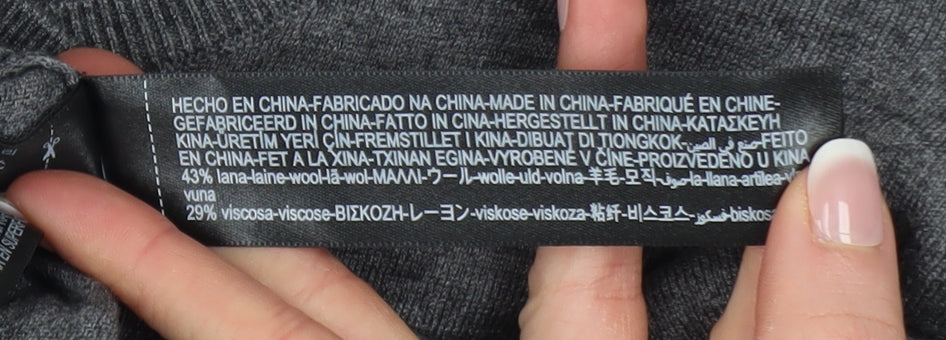 HECHO EN CHINA-FABRICADO NA CHINA-MADE IN CHINA-FABRIQUÉ EN CHINE-
GEFABRICEERD IN CHINA-FATTO IN CINA-HERGESTELLT IN CHINA-ΚΑΤΑΣΚΕΥΗ
ΚΙΝΑ-ÜRETİM YERİ ÇİN-FREMSTILLET I KINA-DIBUAT DI TIONGKOK-صنع في الصين-FEITO
EN CHINA-FET A LA XINA-TXINAN EGINA-VYROBENÉ V ČÍNE-PROIZVEDENO U KINA
43% lana-laine-wool-lã-wol-ΜΑΛΛΙ-ウール-wolle-uld-volna-羊毛-모직-صوف-la-llana-artilea-
vuna
29% viscosa-viscose-ΒΙΣΚΟΖΗ-レーヨン-viskose-viskoza-粘纤-비스코스-فسكوز-